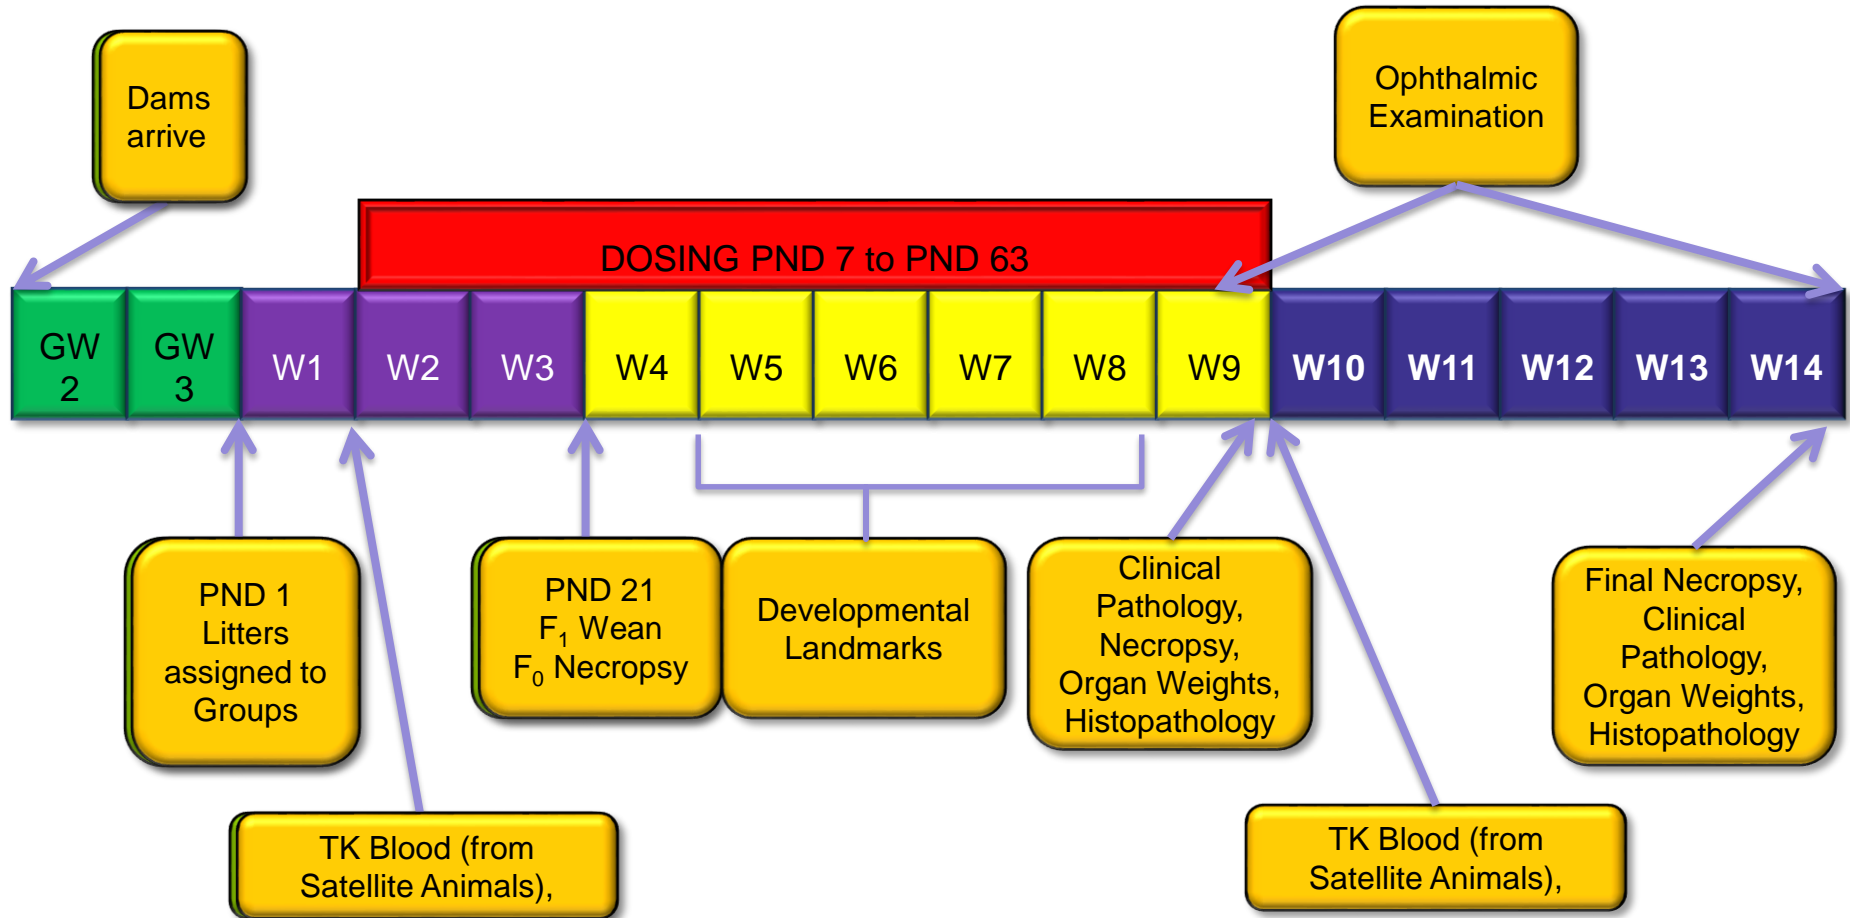 Dams
arrive
Ophthalmic
Examination
DOSING PND 7 to PND 63
GW
2
GW
3
W1
W2
W3
W4
W5
W6
W7
W8
W9
W10
W11
W12
W13
W14
PND 1
Litters
assigned to
Groups
PND 21
F₁ Wean
F₀ Necropsy
Developmental
Landmarks
Clinical
Pathology,
Necropsy,
Organ Weights,
Histopathology
Final Necropsy,
Clinical
Pathology,
Organ Weights,
Histopathology
TK Blood (from
Satellite Animals),
TK Blood (from
Satellite Animals),